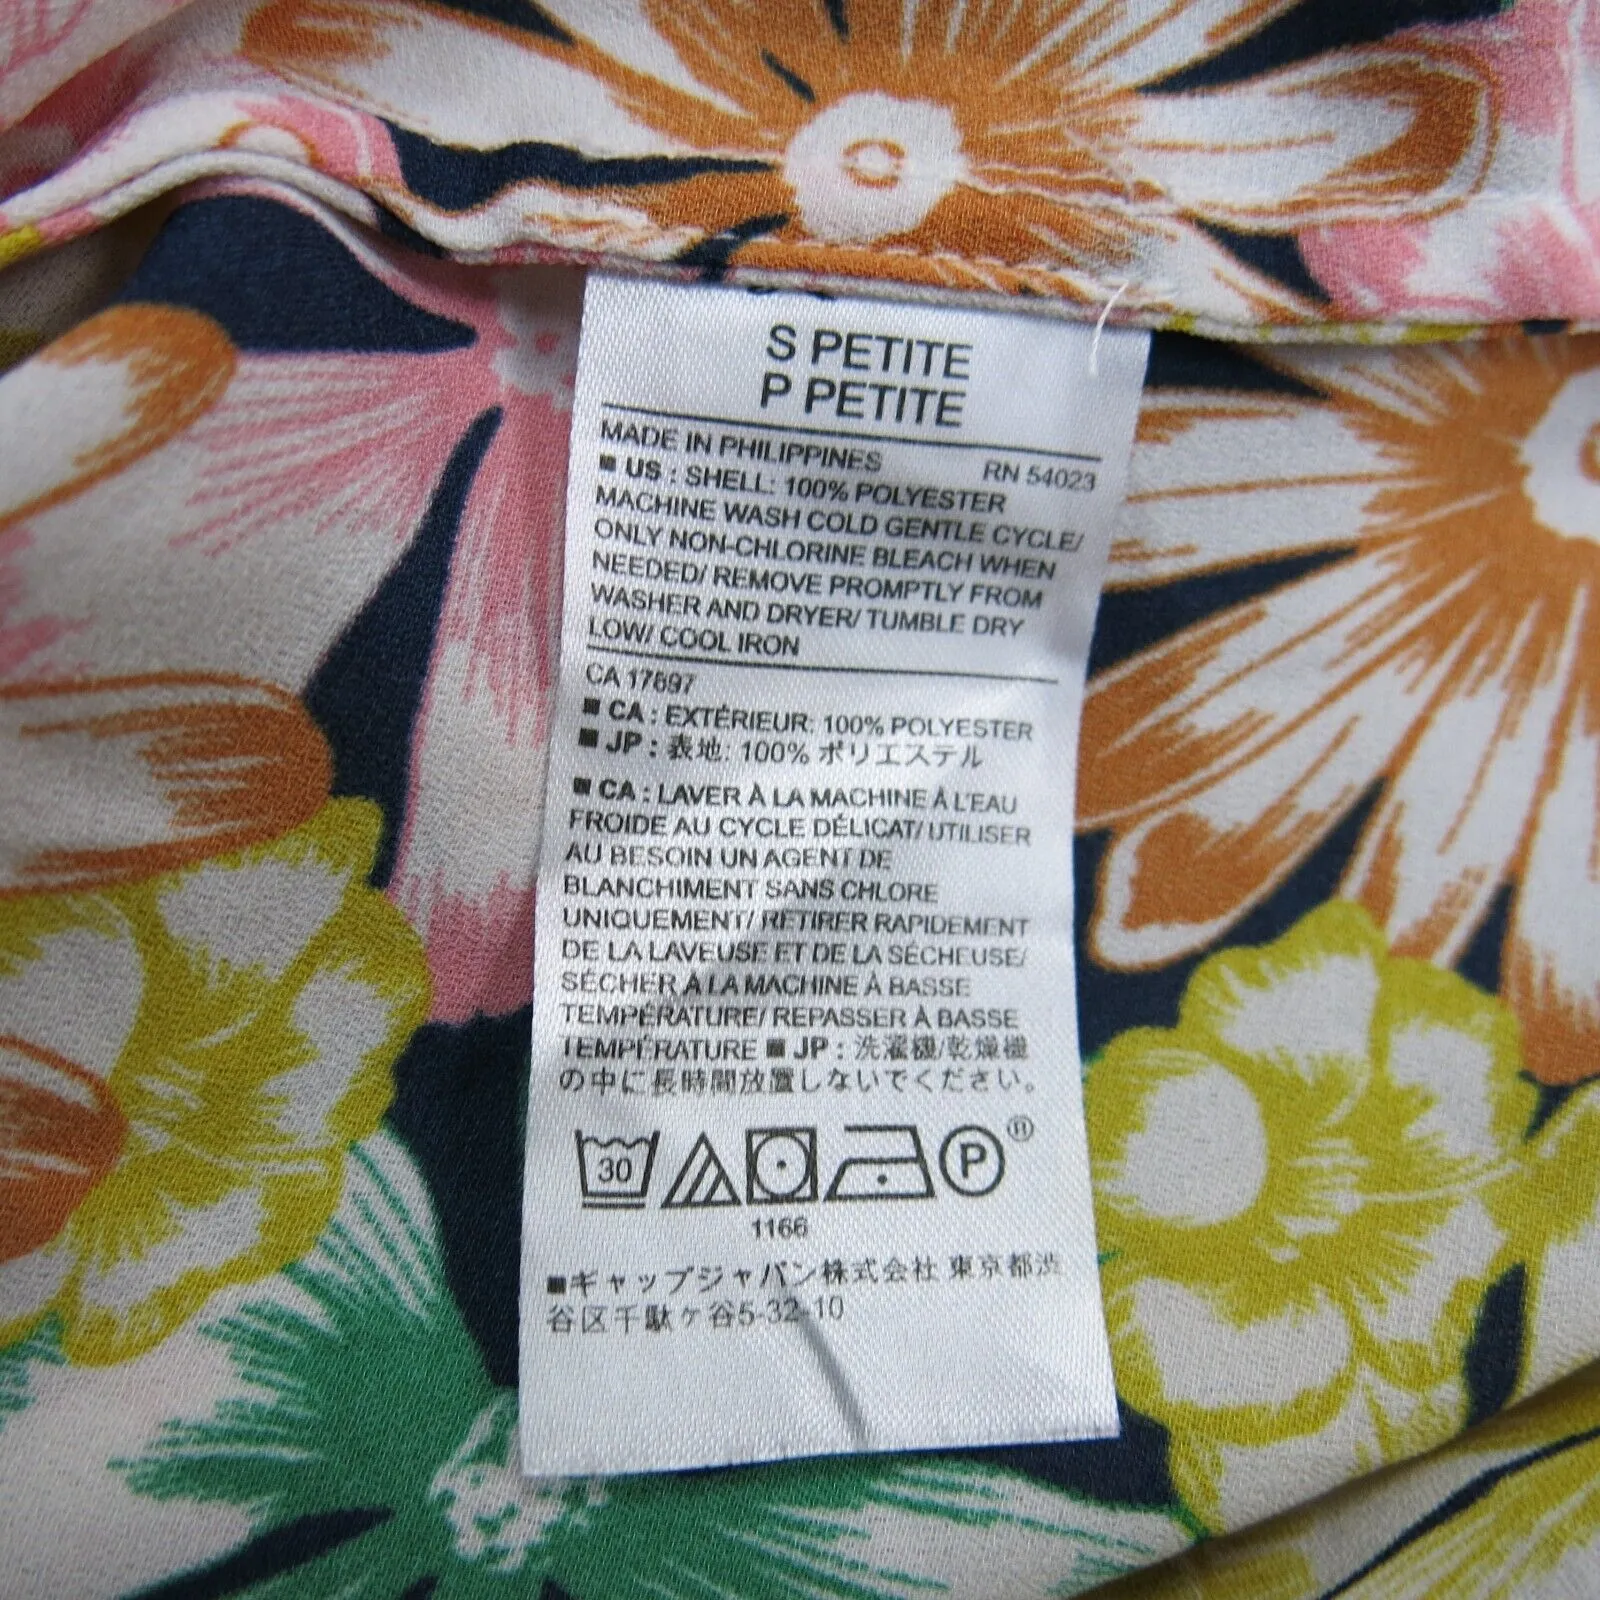 S PETITE
P PETITE
MADE IN PHILIPPINES RN 54023
■ US : SHELL: 100% POLYESTER
MACHINE WASH COLD GENTLE CYCLE/
ONLY NON-CHLORINE BLEACH WHEN
NEEDED/ REMOVE PROMPTLY FROM
WASHER AND DRYER/ TUMBLE DRY
LOW/ COOL IRON
CA 17897
■ CA : EXTÉRIEUR: 100% POLYESTER
■ JP : 表地: 100% ポリエステル
■ CA : LAVER À LA MACHINE À L'EAU
FROIDE AU CYCLE DÉLICAT/ UTILISER
AU BESOIN UN AGENT DE
BLANCHIMENT SANS CHLORE
UNIQUEMENT/ RETIRER RAPIDEMENT
DE LA LAVEUSE ET DE LA SÉCHEUSE/
SÉCHER À LA MACHINE À BASSE
TEMPÉRATURE/ REPASSER À BASSE
TEMPÉRATURE ■ JP : 洗濯機/乾燥機
の中に長時間放置しないでください。
30 P ®
1166
■ギャップジャパン株式会社 東京都渋
谷区千駄ヶ谷5-32-10